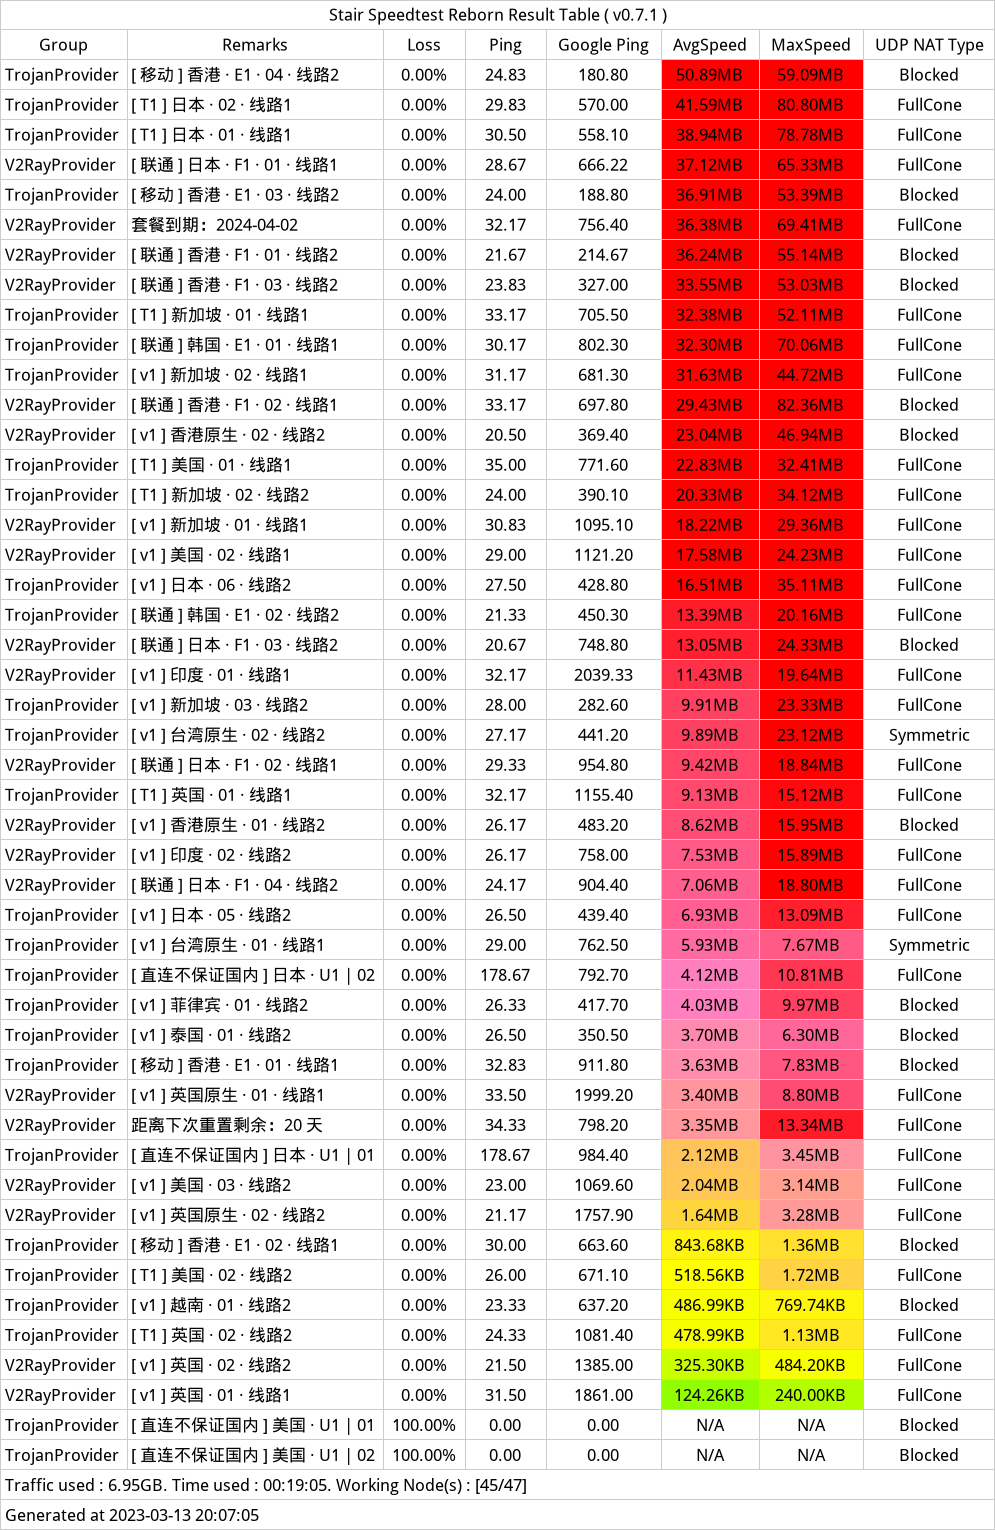 Stair Speedtest Reborn Result Table ( v0.7.1 )
Group Remarks Loss Ping Google Ping AvgSpeed MaxSpeed UDP NAT Type
TrojanProvider [ 移动 ] 香港 · E1 · 04 · 线路2 0.00% 24.83 180.80 50.89MB 59.09MB Blocked
TrojanProvider [ T1 ] 日本 · 02 · 线路1 0.00% 29.83 570.00 41.59MB 80.80MB FullCone
TrojanProvider [ T1 ] 日本 · 01 · 线路1 0.00% 30.50 558.10 38.94MB 78.78MB FullCone
V2RayProvider [ 联通 ] 日本 · F1 · 01 · 线路1 0.00% 28.67 666.22 37.12MB 65.33MB FullCone
TrojanProvider [ 移动 ] 香港 · E1 · 03 · 线路2 0.00% 24.00 188.80 36.91MB 53.39MB Blocked
V2RayProvider 套餐到期：2024-04-02 0.00% 32.17 756.40 36.38MB 69.41MB FullCone
V2RayProvider [ 联通 ] 香港 · F1 · 01 · 线路2 0.00% 21.67 214.67 36.24MB 55.14MB Blocked
V2RayProvider [ 联通 ] 香港 · F1 · 03 · 线路2 0.00% 23.83 327.00 33.55MB 53.03MB Blocked
TrojanProvider [ T1 ] 新加坡 · 01 · 线路1 0.00% 33.17 705.50 32.38MB 52.11MB FullCone
TrojanProvider [ 联通 ] 韩国 · E1 · 01 · 线路1 0.00% 30.17 802.30 32.30MB 70.06MB FullCone
TrojanProvider [ v1 ] 新加坡 · 02 · 线路1 0.00% 31.17 681.30 31.63MB 44.72MB FullCone
V2RayProvider [ 联通 ] 香港 · F1 · 02 · 线路1 0.00% 33.17 697.80 29.43MB 82.36MB Blocked
V2RayProvider [ v1 ] 香港原生 · 02 · 线路2 0.00% 20.50 369.40 23.04MB 46.94MB Blocked
TrojanProvider [ T1 ] 美国 · 01 · 线路1 0.00% 35.00 771.60 22.83MB 32.41MB FullCone
TrojanProvider [ T1 ] 新加坡 · 02 · 线路2 0.00% 24.00 390.10 20.33MB 34.12MB FullCone
V2RayProvider [ v1 ] 新加坡 · 01 · 线路1 0.00% 30.83 1095.10 18.22MB 29.36MB FullCone
V2RayProvider [ v1 ] 美国 · 02 · 线路1 0.00% 29.00 1121.20 17.58MB 24.23MB FullCone
TrojanProvider [ v1 ] 日本 · 06 · 线路2 0.00% 27.50 428.80 16.51MB 35.11MB FullCone
TrojanProvider [ 联通 ] 韩国 · E1 · 02 · 线路2 0.00% 21.33 450.30 13.39MB 20.16MB FullCone
V2RayProvider [ 联通 ] 日本 · F1 · 03 · 线路2 0.00% 20.67 748.80 13.05MB 24.33MB Blocked
V2RayProvider [ v1 ] 印度 · 01 · 线路1 0.00% 32.17 2039.33 11.43MB 19.64MB FullCone
TrojanProvider [ v1 ] 新加坡 · 03 · 线路2 0.00% 28.00 282.60 9.91MB 23.33MB FullCone
TrojanProvider [ v1 ] 台湾原生 · 02 · 线路2 0.00% 27.17 441.20 9.89MB 23.12MB Symmetric
V2RayProvider [ 联通 ] 日本 · F1 · 02 · 线路1 0.00% 29.33 954.80 9.42MB 18.84MB FullCone
TrojanProvider [ T1 ] 英国 · 01 · 线路1 0.00% 32.17 1155.40 9.13MB 15.12MB FullCone
V2RayProvider [ v1 ] 香港原生 · 01 · 线路2 0.00% 26.17 483.20 8.62MB 15.95MB Blocked
V2RayProvider [ v1 ] 印度 · 02 · 线路2 0.00% 26.17 758.00 7.53MB 15.89MB FullCone
V2RayProvider [ 联通 ] 日本 · F1 · 04 · 线路2 0.00% 24.17 904.40 7.06MB 18.80MB FullCone
TrojanProvider [ v1 ] 日本 · 05 · 线路2 0.00% 26.50 439.40 6.93MB 13.09MB FullCone
TrojanProvider [ v1 ] 台湾原生 · 01 · 线路1 0.00% 29.00 762.50 5.93MB 7.67MB Symmetric
TrojanProvider [ 直连不保证国内 ] 日本 · U1 | 02 0.00% 178.67 792.70 4.12MB 10.81MB FullCone
TrojanProvider [ v1 ] 菲律宾 · 01 · 线路2 0.00% 26.33 417.70 4.03MB 9.97MB Blocked
TrojanProvider [ v1 ] 泰国 · 01 · 线路2 0.00% 26.50 350.50 3.70MB 6.30MB Blocked
TrojanProvider [ 移动 ] 香港 · E1 · 01 · 线路1 0.00% 32.83 911.80 3.63MB 7.83MB Blocked
V2RayProvider [ v1 ] 英国原生 · 01 · 线路1 0.00% 33.50 1999.20 3.40MB 8.80MB FullCone
V2RayProvider 距离下次重置剩余：20 天 0.00% 34.33 798.20 3.35MB 13.34MB FullCone
TrojanProvider [ 直连不保证国内 ] 日本 · U1 | 01 0.00% 178.67 984.40 2.12MB 3.45MB FullCone
V2RayProvider [ v1 ] 美国 · 03 · 线路2 0.00% 23.00 1069.60 2.04MB 3.14MB FullCone
V2RayProvider [ v1 ] 英国原生 · 02 · 线路2 0.00% 21.17 1757.90 1.64MB 3.28MB FullCone
TrojanProvider [ 移动 ] 香港 · E1 · 02 · 线路1 0.00% 30.00 663.60 843.68KB 1.36MB Blocked
TrojanProvider [ T1 ] 美国 · 02 · 线路2 0.00% 26.00 671.10 518.56KB 1.72MB FullCone
TrojanProvider [ v1 ] 越南 · 01 · 线路2 0.00% 23.33 637.20 486.99KB 769.74KB Blocked
TrojanProvider [ T1 ] 英国 · 02 · 线路2 0.00% 24.33 1081.40 478.99KB 1.13MB FullCone
V2RayProvider [ v1 ] 英国 · 02 · 线路2 0.00% 21.50 1385.00 325.30KB 484.20KB FullCone
V2RayProvider [ v1 ] 英国 · 01 · 线路1 0.00% 31.50 1861.00 124.26KB 240.00KB FullCone
TrojanProvider [ 直连不保证国内 ] 美国 · U1 | 01 100.00% 0.00 0.00 N/A N/A Blocked
TrojanProvider [ 直连不保证国内 ] 美国 · U1 | 02 100.00% 0.00 0.00 N/A N/A Blocked
Traffic used : 6.95GB. Time used : 00:19:05. Working Node(s) : [45/47]
Generated at 2023-03-13 20:07:05